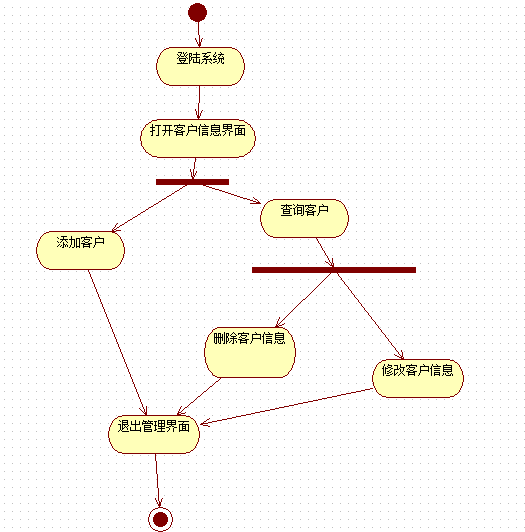 登陆系统
打开客户信息界面
查询客户
添加客户
删除客户信息
修改客户信息
退出管理界面